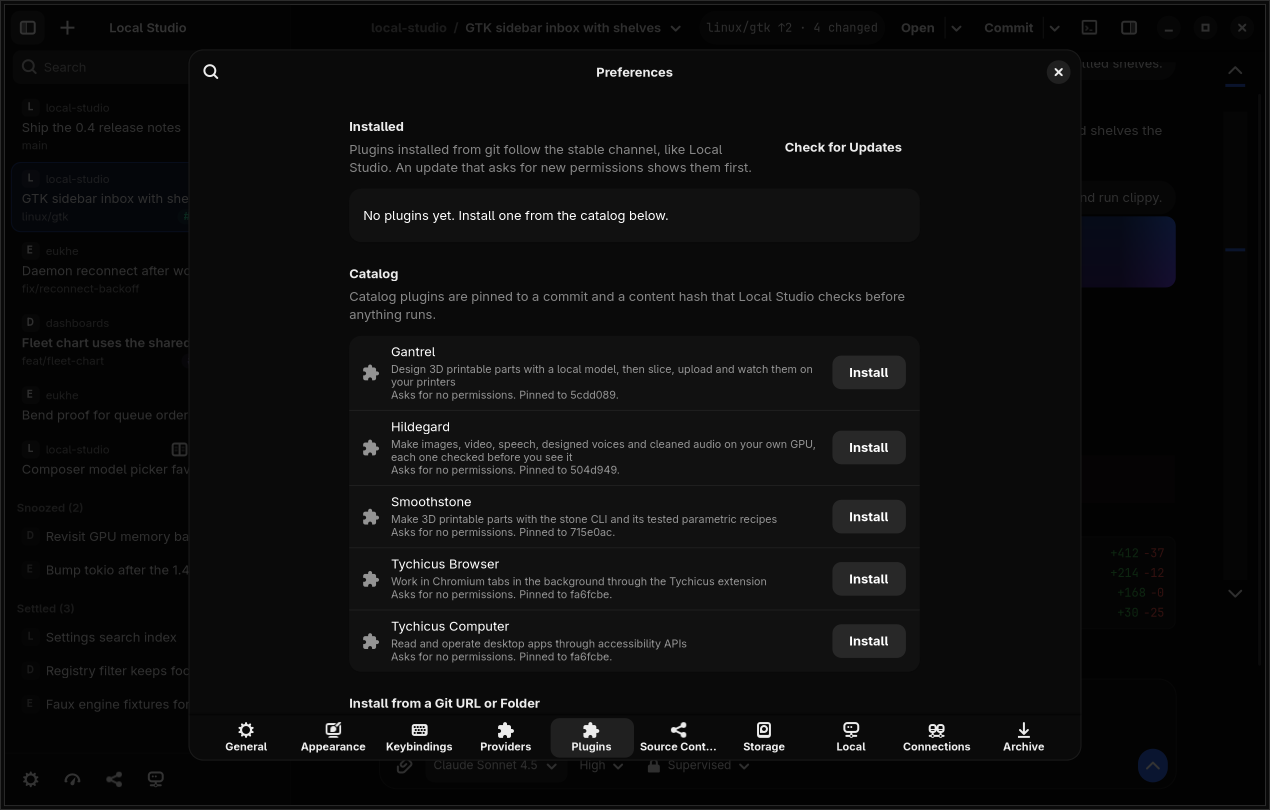 Local Studio
local-studio / GTK sidebar inbox with shelves
linux/gtk ↑2 · 4 changed
Open
Commit
Search
local-studio
Ship the 0.4 release notes
main
local-studio
GTK sidebar inbox with she
linux/gtk
eukhe
Daemon reconnect after wo
fix/reconnect-backoff
dashboards
Fleet chart uses the shared
feat/fleet-chart
eukhe
Bend proof for queue order
local-studio
Composer model picker fav
Snoozed (2)
D Revisit GPU memory ba
E Bump tokio after the 1.4
Settled (3)
L Settings search index
D Registry filter keeps foc
E Faux engine fixtures for
Preferences
Installed
Plugins installed from git follow the stable channel, like Local
Studio. An update that asks for new permissions shows them first.
Check for Updates
No plugins yet. Install one from the catalog below.
Catalog
Catalog plugins are pinned to a commit and a content hash that Local Studio checks before
anything runs.
Gantrel
Design 3D printable parts with a local model, then slice, upload and watch them on
your printers
Asks for no permissions. Pinned to 5cdd089.
Install
Hildegard
Make images, video, speech, designed voices and cleaned audio on your own GPU,
each one checked before you see it
Asks for no permissions. Pinned to 504d949.
Install
Smoothstone
Make 3D printable parts with the stone CLI and its tested parametric recipes
Asks for no permissions. Pinned to 715e0ac.
Install
Tychicus Browser
Work in Chromium tabs in the background through the Tychicus extension
Asks for no permissions. Pinned to fa6fcbe.
Install
Tychicus Computer
Read and operate desktop apps through accessibility APIs
Asks for no permissions. Pinned to fa6fcbe.
Install
Install from a Git URL or Folder
General
Appearance
Keybindings
Providers
Plugins
Source Cont...
Storage
Local
Connections
Archive
shelves.
d shelves the
nd run clippy.
+412 -37
+214 -12
+168 -0
+30 -25
Claude Sonnet 4.5
High
Supervised